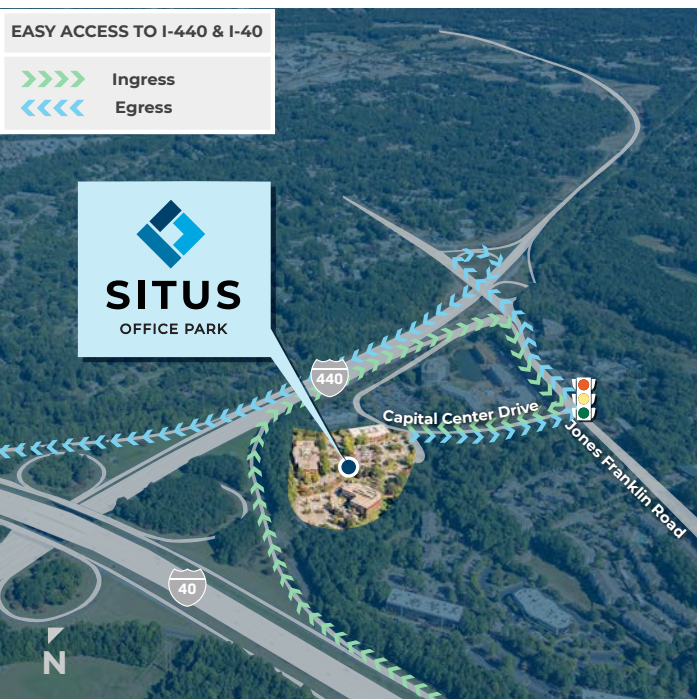 EASY ACCESS TO I-440 & I-40
Ingress
Egress
SITUS
OFFICE PARK
440
Capital Center Drive
Jones Franklin Road
40
N